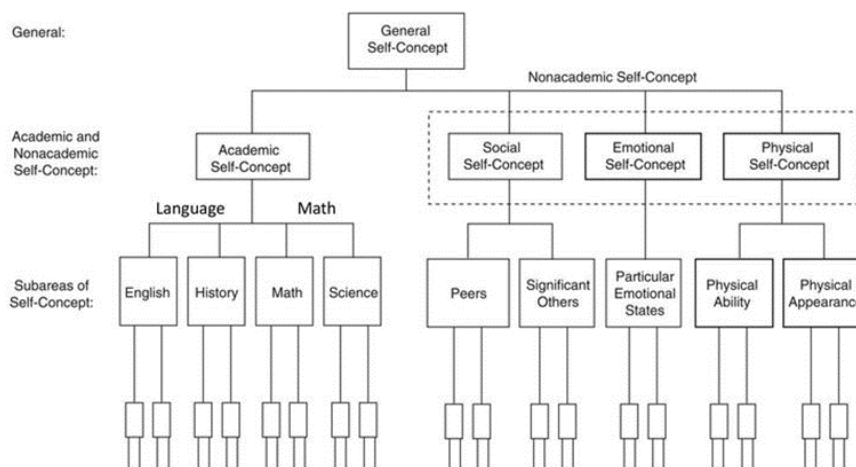 General:
General
Self-Concept
Nonacademic Self-Concept
Academic and
Nonacademic
Self-Concept:
Academic
Self-Concept
Social
Self-Concept
Emotional
Self-Concept
Physical
Self-Concept
Language
Math
Subareas of
Self-Concept:
English
History
Math
Science
Peers
Significant
Others
Particular
Emotional
States
Physical
Ability
Physical
Appearance